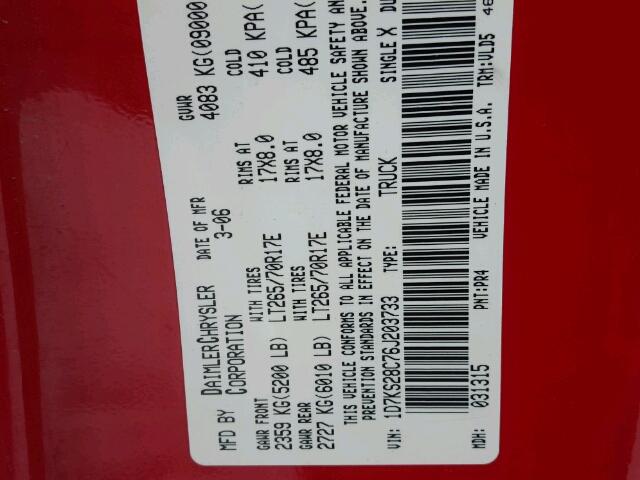 MFD BY DAIMLERCHRYSLER CORPORATION DATE OF MFR 3-06 GVWR 4083 KG(09000
GAWR FRONT WITH TIRES RIMS AT COLD
2359 KG(5200 LB) LT265/70R17E 17X8.0 410 KPA(
GAWR REAR WITH TIRES RIMS AT COLD
2727 KG(6010 LB) LT265/70R17E 17X8.0 485 KPA(
THIS VEHICLE CONFORMS TO ALL APPLICABLE FEDERAL MOTOR VEHICLE SAFETY AN
PREVENTION STANDARDS IN EFFECT ON THE DATE OF MANUFACTURE SHOWN ABOVE.
VIN: 1D7KS28C76J203733 TYPE: TRUCK SINGLE X DU
MDH: 031315 PNT:PR4 VEHICLE MADE IN U.S.A. TRM:VLD5 46